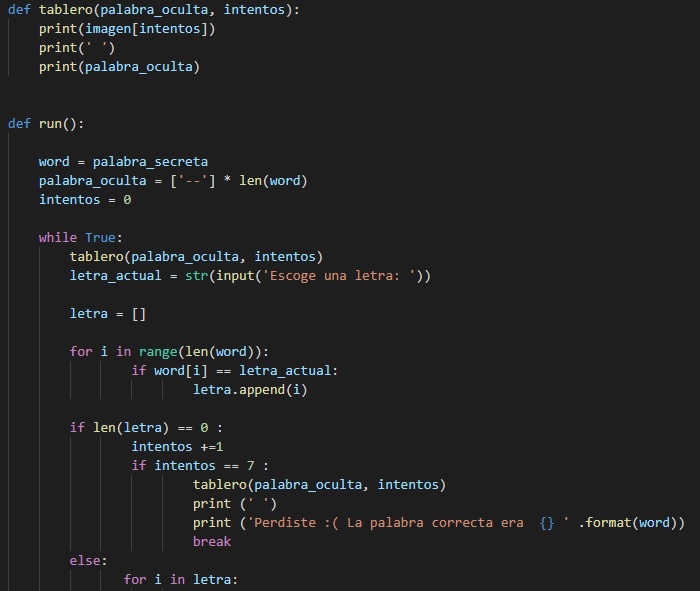 def tablero(palabra_oculta, intentos):
    print(imagen[intentos])
    print(' ')
    print(palabra_oculta)
def run():
    word = palabra_secreta
    palabra_oculta = ['--'] * len(word)
    intentos = 0
    while True:
        tablero(palabra_oculta, intentos)
        letra_actual = str(input('Escoge una letra: '))
        letra = []
        for i in range(len(word)):
                if word[i] == letra_actual:
                        letra.append(i)
        if len(letra) == 0 :
                intentos +=1
                if intentos == 7 :
                        tablero(palabra_oculta, intentos)
                        print (' ')
                        print ('Perdiste :( La palabra correcta era  {} ' .format(word))
                        break
        else:
               for i in letra: